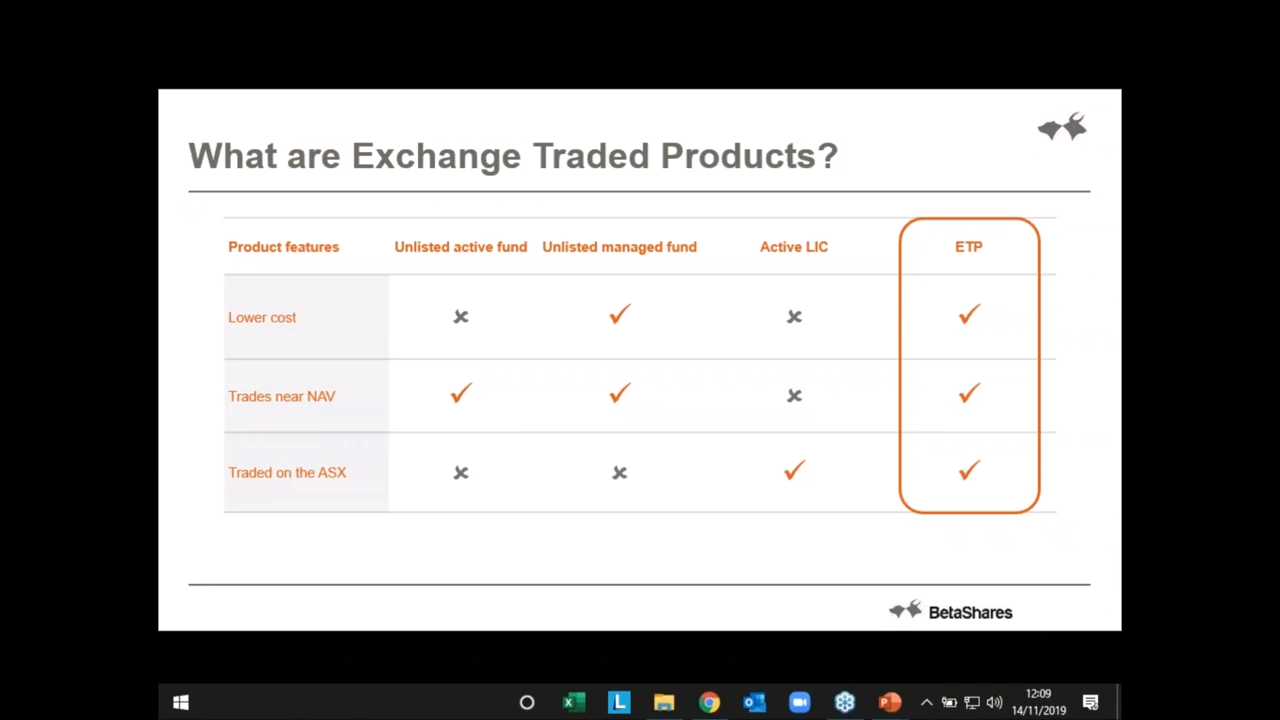 What are Exchange Traded Products?
Product features Unlisted active fund Unlisted managed fund Active LIC ETP
Lower cost
Trades near NAV
Traded on the ASX
BetaShares
12:09
14/11/2019